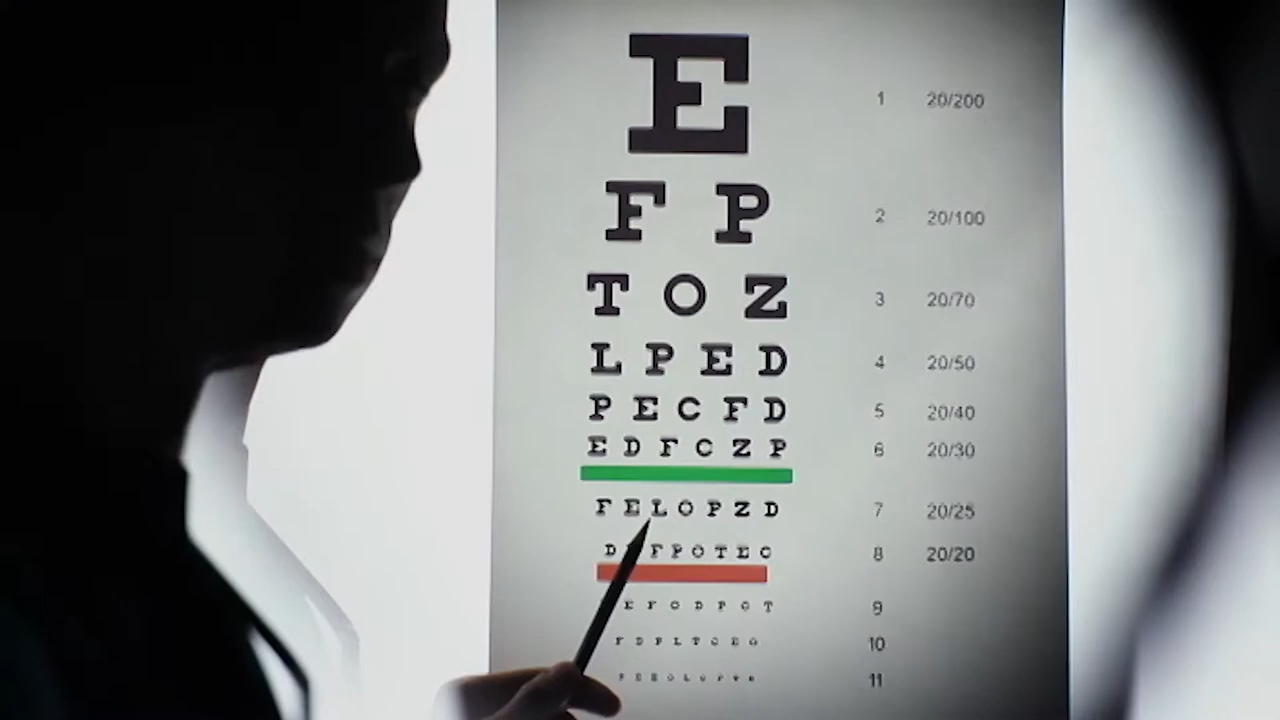 E 1 20/200
F P 2 20/100
T O Z 3 20/70
L P E D 4 20/50
P E C F D 5 20/40
E D F C Z P 6 20/30
F E L O P Z D 7 20/25
D F P O T E C 8 20/20
9
10
11